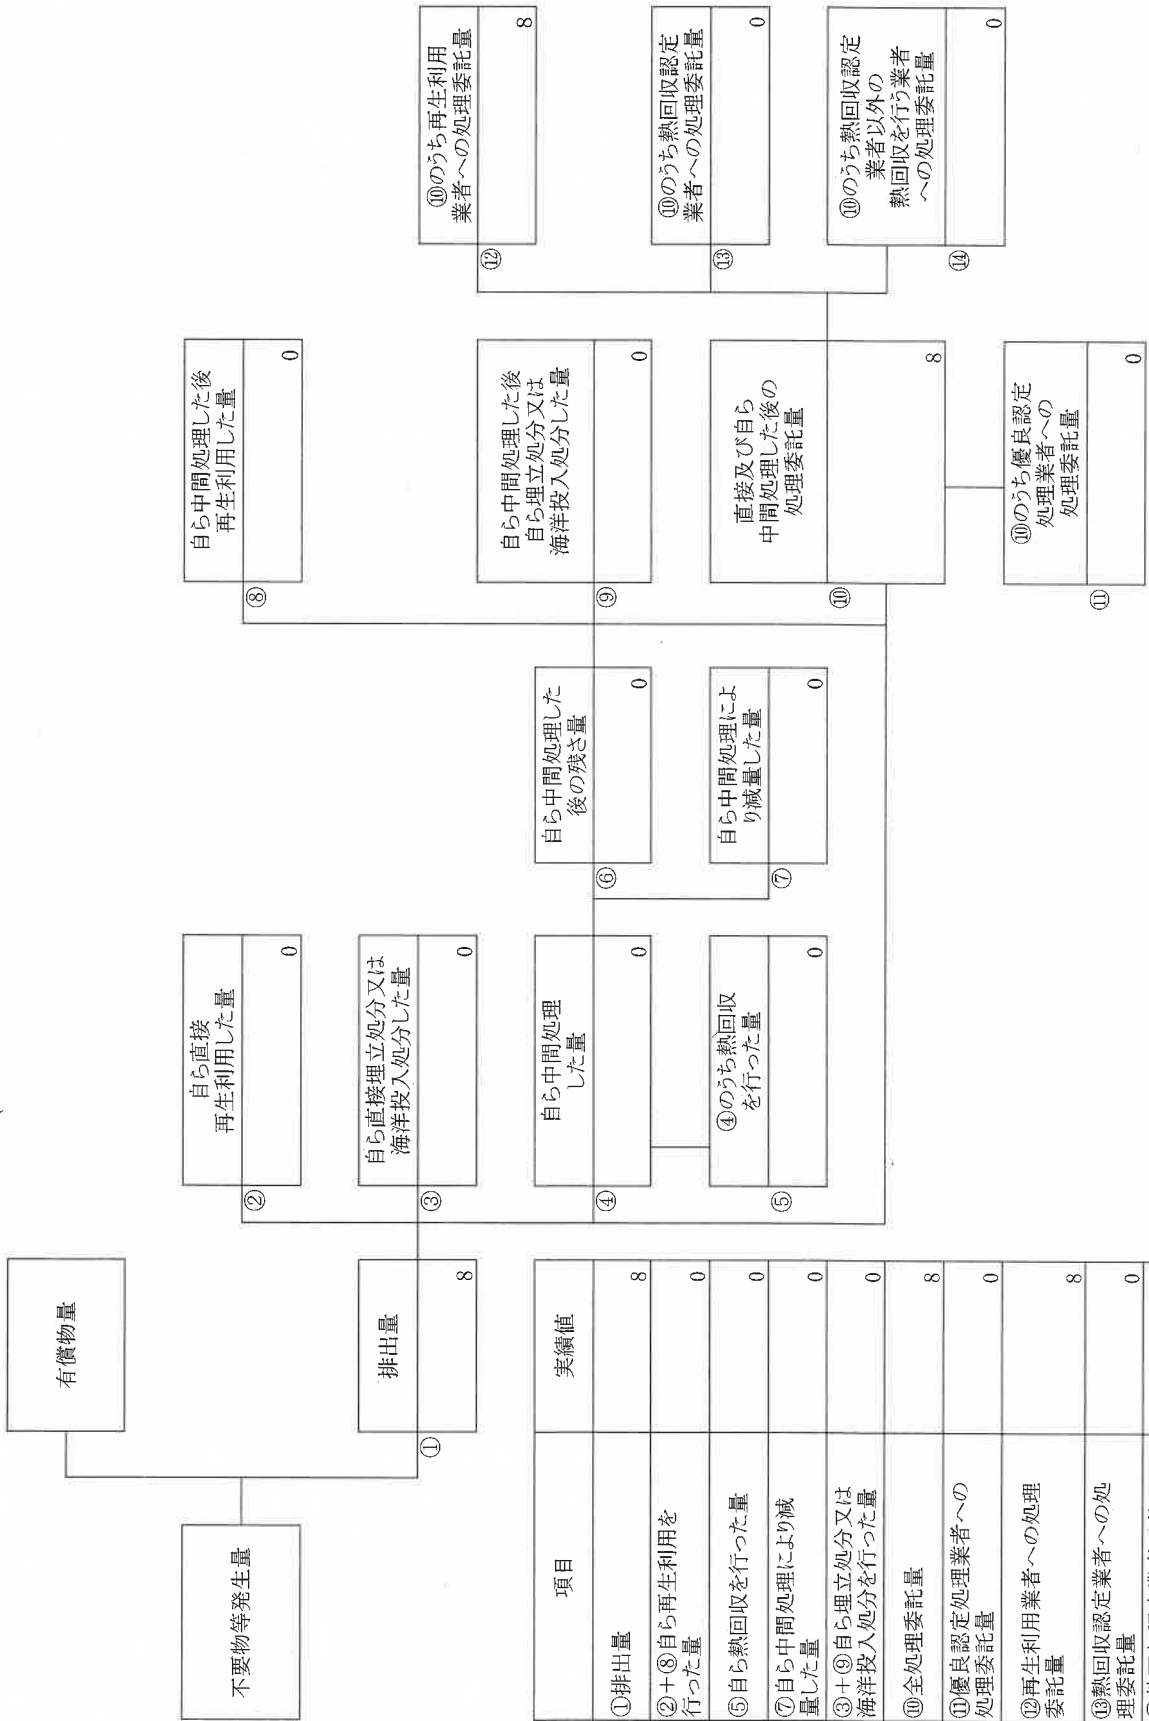 不要物等発生量
有償物量
①
排出量
8
②
自ら直接
再生利用した量
0
③
自ら直接埋立処分又は
海洋投入処分した量
0
④
自ら中間処理
した量
0
⑤
④のうち熱回収
を行った量
0
⑥
自ら中間処理した
後の残さ量
0
⑦
自ら中間処理によ
り減量した量
0
⑧
自ら中間処理した後
再生利用した量
0
⑨
自ら中間処理した後
自ら埋立処分又は
海洋投入処分した量
0
⑩
直接及び自ら
中間処理した後の
処理委託量
8
⑪
⑩のうち優良認定
処理業者への
処理委託量
0
⑫
⑩のうち再生利用
業者への処理委託量
8
⑬
⑩のうち熱回収認定
業者への処理委託量
0
⑭
⑩のうち熱回収認定
業者以外の
熱回収を行う業者
への処理委託量
0
項目
実績値
①排出量
8
②+⑧自ら再生利用を
行った量
0
⑤自ら熱回収を行った量
0
⑦自ら中間処理により減
量した量
0
③+⑨自ら埋立処分又は
海洋投入処分を行った量
0
⑩全処理委託量
8
⑪優良認定処理業者への
処理委託量
0
⑫再生利用業者への処理
委託量
8
⑬熱回収認定業者への処
理委託量
0